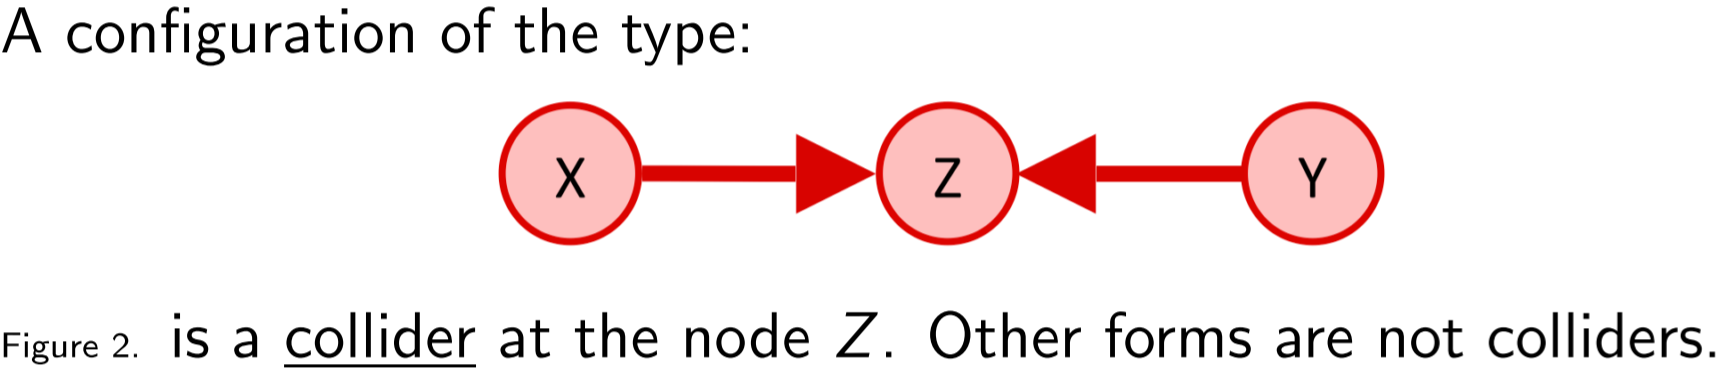 A configuration of the type:
X Z Y
Figure 2. is a collider at the node Z. Other forms are not colliders.